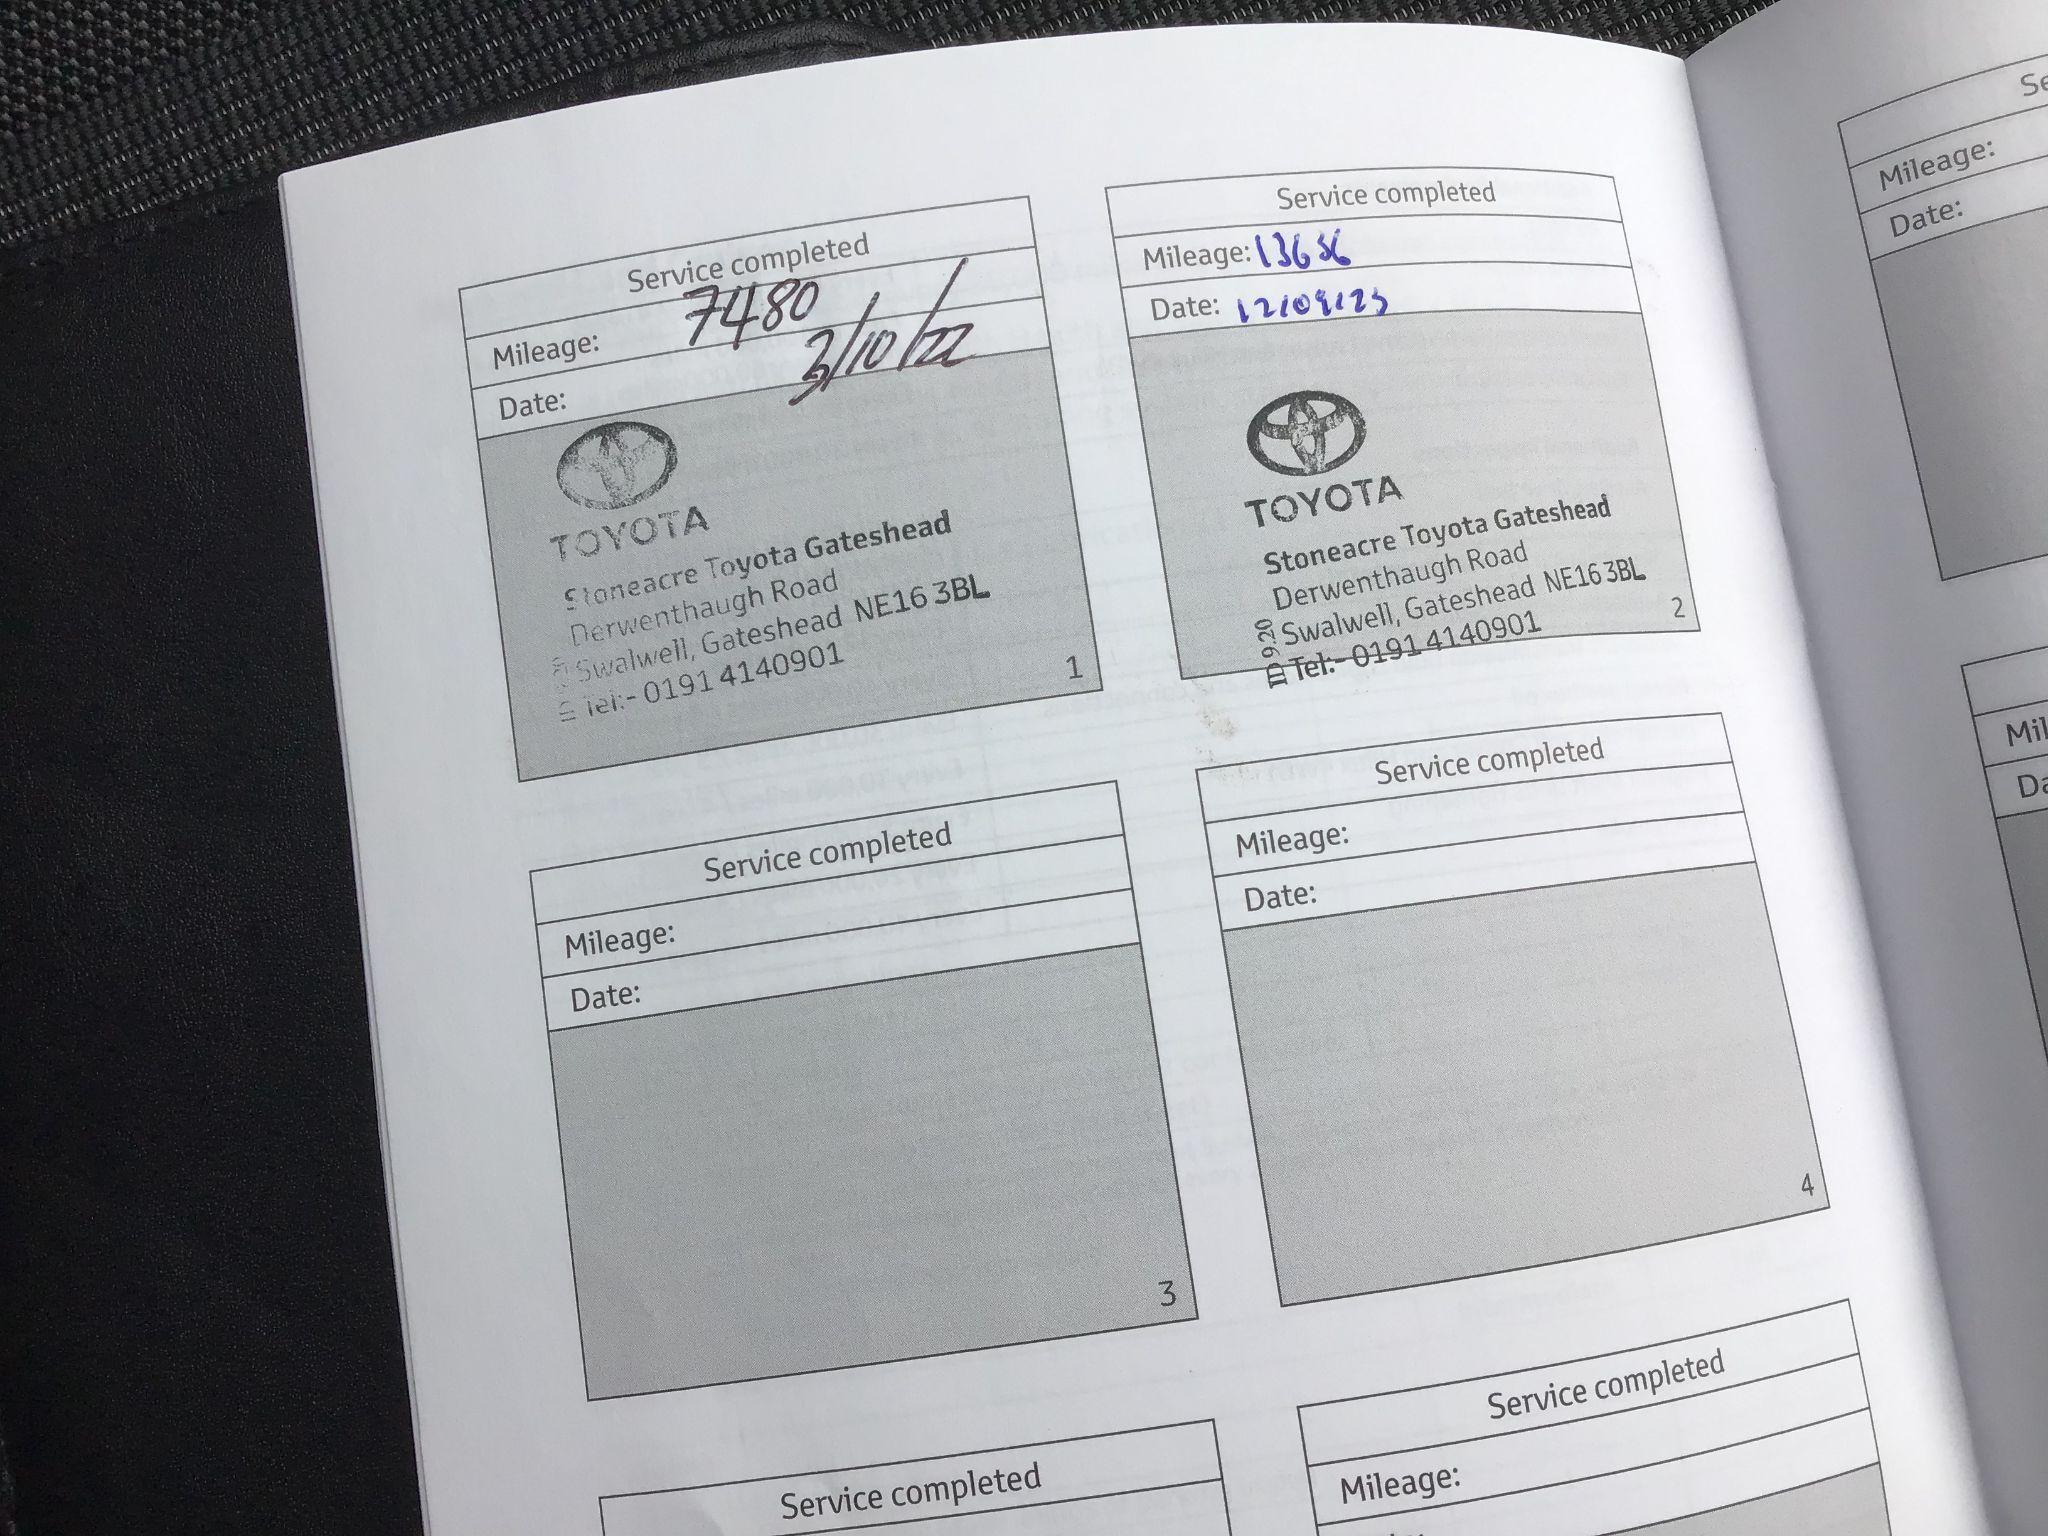 Service completed
Mileage: 7480
Date: 3/10/22
TOYOTA
Stoneacre Toyota Gateshead
Derwenthaugh Road
Swalwell, Gateshead NE16 3BL
Tel:- 0191 4140901
1
Service completed
Mileage: 13656
Date: 12/09/23
TOYOTA
Stoneacre Toyota Gateshead
Derwenthaugh Road
Swalwell, Gateshead NE16 3BL
Tel:- 0191 4140901
2
Service completed
Mileage:
Date:
3
Service completed
Mileage:
Date:
4
Service completed
Service completed
Mileage:
Mileage:
Date: